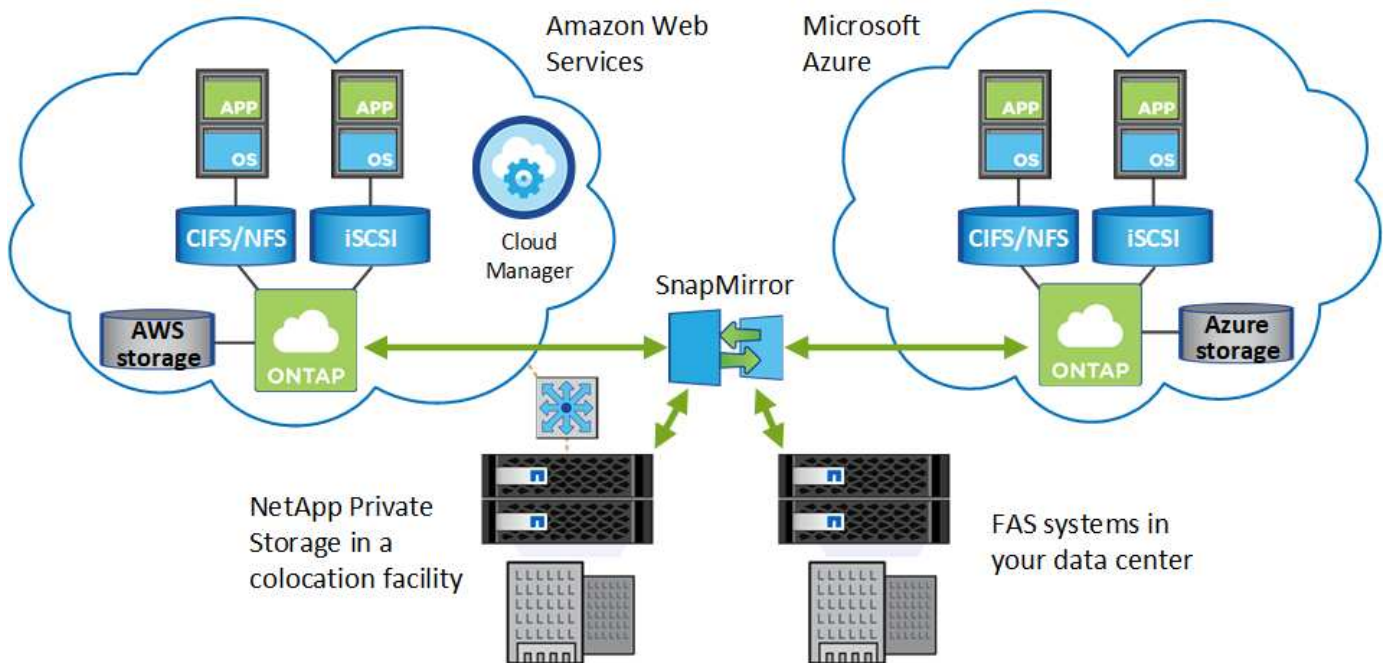 Amazon Web
Services
Microsoft
Azure
APP
APP
OS
OS
CIFS/NFS
iSCSI
Cloud
Manager
AWS
storage
ONTAP
SnapMirror
APP
APP
OS
OS
CIFS/NFS
iSCSI
Azure
storage
ONTAP
NetApp Private
Storage in a
colocation facility
FAS systems in
your data center